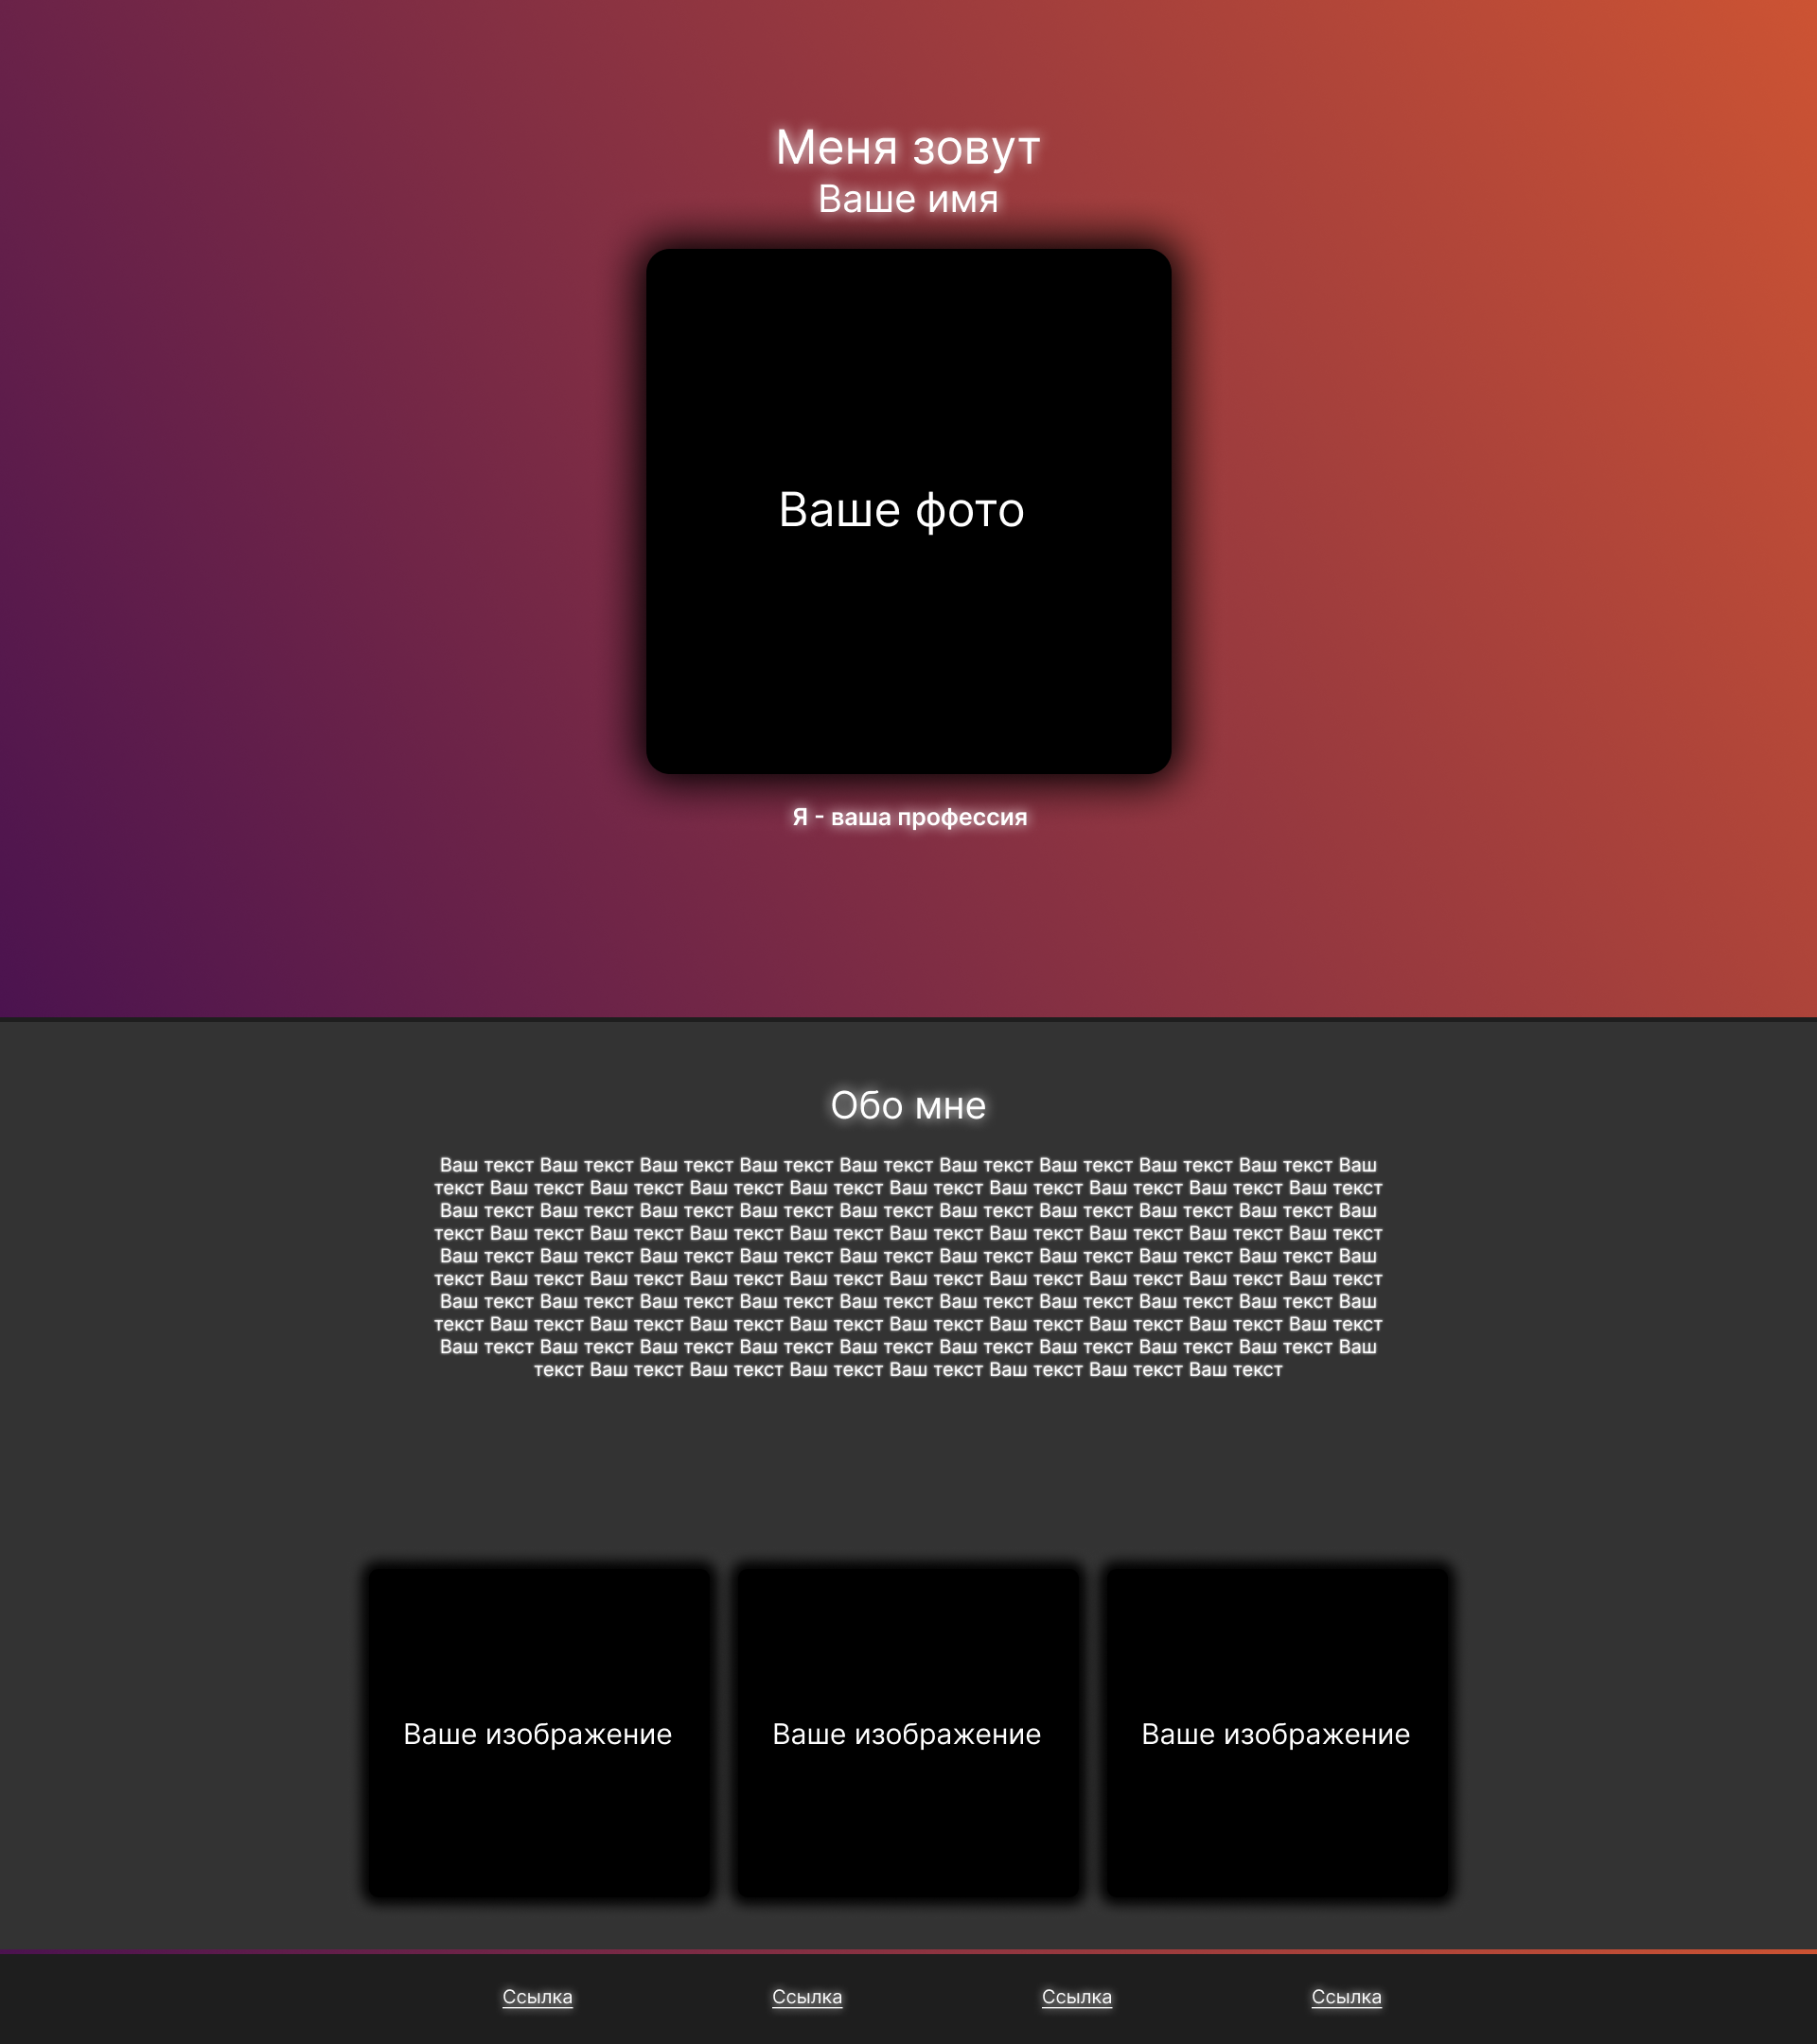 Меня зовут
Ваше имя
Ваше фото
Я - ваша профессия
Обо мне
Ваш текст Ваш текст Ваш текст Ваш текст Ваш текст Ваш текст Ваш текст Ваш текст Ваш текст Ваш
текст Ваш текст Ваш текст Ваш текст Ваш текст Ваш текст Ваш текст Ваш текст Ваш текст Ваш текст
Ваш текст Ваш текст Ваш текст Ваш текст Ваш текст Ваш текст Ваш текст Ваш текст Ваш текст Ваш
текст Ваш текст Ваш текст Ваш текст Ваш текст Ваш текст Ваш текст Ваш текст Ваш текст Ваш текст
Ваш текст Ваш текст Ваш текст Ваш текст Ваш текст Ваш текст Ваш текст Ваш текст Ваш текст Ваш
текст Ваш текст Ваш текст Ваш текст Ваш текст Ваш текст Ваш текст Ваш текст Ваш текст Ваш текст
Ваш текст Ваш текст Ваш текст Ваш текст Ваш текст Ваш текст Ваш текст Ваш текст Ваш текст Ваш
текст Ваш текст Ваш текст Ваш текст Ваш текст Ваш текст Ваш текст Ваш текст Ваш текст Ваш текст
Ваш текст Ваш текст Ваш текст Ваш текст Ваш текст Ваш текст Ваш текст Ваш текст Ваш текст Ваш
текст Ваш текст Ваш текст Ваш текст Ваш текст Ваш текст Ваш текст Ваш текст
Ваше изображение
Ваше изображение
Ваше изображение
Ссылка
Ссылка
Ссылка
Ссылка